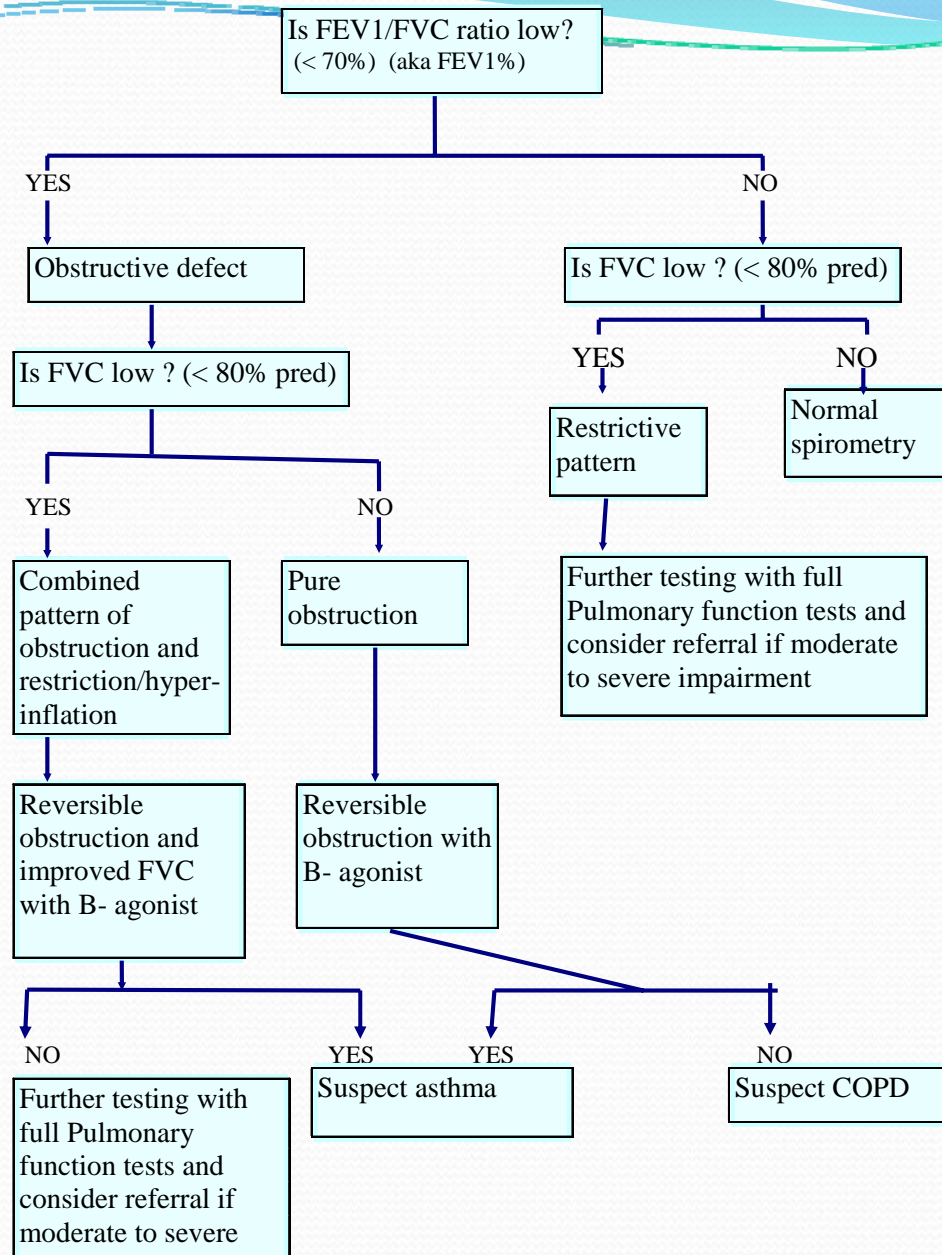 Is FEV1/FVC ratio low?
(< 70%) (aka FEV1%)
YES
NO
Obstructive defect
Is FVC low ? (< 80% pred)
Is FVC low ? (< 80% pred)
YES
NO
Restrictive
pattern
Normal
spirometry
YES
NO
Combined
pattern of
obstruction and
restriction/hyper-
inflation
Pure
obstruction
Further testing with full
Pulmonary function tests and
consider referral if moderate
to severe impairment
Reversible
obstruction and
improved FVC
with B- agonist
Reversible
obstruction with
B- agonist
NO
YES
YES
NO
Further testing with
full Pulmonary
function tests and
consider referral if
moderate to severe
Suspect asthma
Suspect COPD